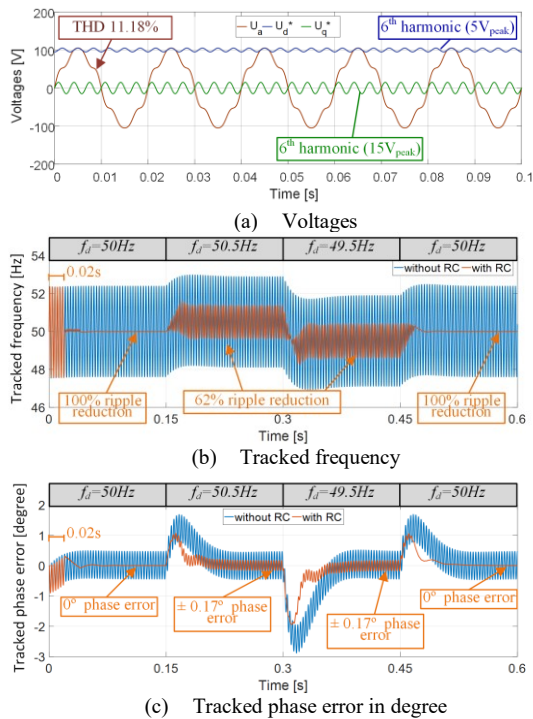 THD 11.18%
U_a U_d* U_q*
6th harmonic (5Vpeak)
Voltages [V]
200
100
0
-100
-200
6th harmonic (15Vpeak)
0 0.01 0.02 0.03 0.04 0.05 0.06 0.07 0.08 0.09 0.1
Time [s]
(a) Voltages
fd=50Hz fd=50.5Hz fd=49.5Hz fd=50Hz
Tracked frequency [Hz]
54
52
50
48
46
0.02s
without RC with RC
100% ripple reduction
62% ripple reduction
100% ripple reduction
0 0.15 0.3 0.45 0.6
Time [s]
(b) Tracked frequency
fd=50Hz fd=50.5Hz fd=49.5Hz fd=50Hz
Tracked phase error [degree]
2
1
0
-1
-2
-3
0.02s
without RC with RC
0° phase error
± 0.17° phase error
± 0.17° phase error
0° phase error
0 0.15 0.3 0.45 0.6
Time [s]
(c) Tracked phase error in degree